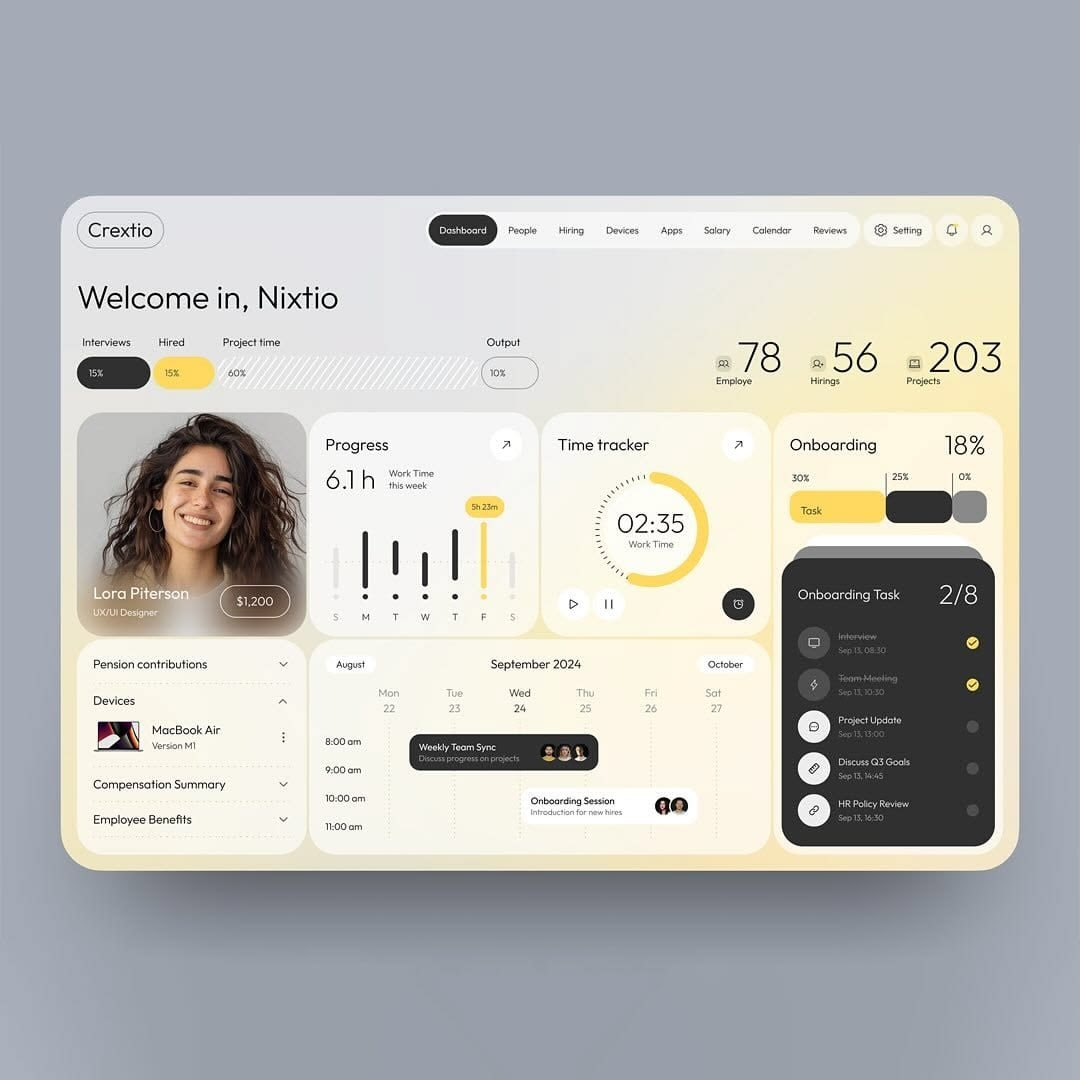 Crextio
Dashboard People Hiring Devices Apps Salary Calendar Reviews Setting
Welcome in, Nixtio
Interviews Hired Project time Output
15% 15% 60% 10%
78 56 203
Employe Hirings Projects
Lora Piterson
UX/UI Designer
$1,200
Progress
6.1 h
Work Time
this week
5h 23m
S M T W T F S
Time tracker
02:35
Work Time
Onboarding 18%
30% 25% 0%
Task
Onboarding Task 2/8
Interview
Sep 13, 08:30
Team Meeting
Sep 13, 10:30
Project Update
Sep 13, 13:00
Discuss Q3 Goals
Sep 13, 14:45
HR Policy Review
Sep 13, 16:30
Pension contributions
Devices
MacBook Air
Version M1
Compensation Summary
Employee Benefits
August September 2024 October
Mon Tue Wed Thu Fri Sat
22 23 24 25 26 27
8:00 am
9:00 am
10:00 am
11:00 am
Weekly Team Sync
Discuss progress on projects
Onboarding Session
Introduction for new hires